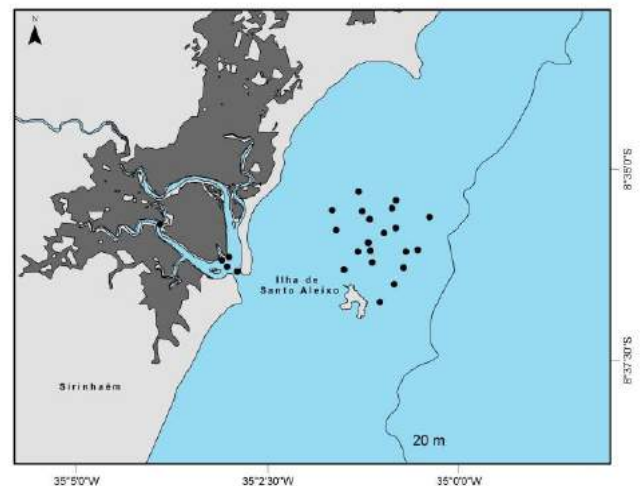 N
8°35'0"S
Ilha de
Santo Aleixo
8°37'30"S
Sirinhaém
20 m
35°5'0"W
35°2'30"W
35°0'0"W